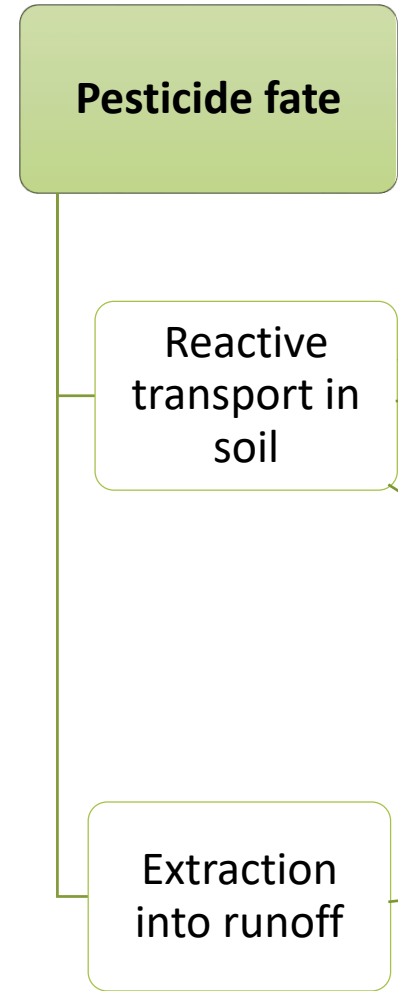 Pesticide fate
Reactive
transport in
soil
Extraction
into runoff